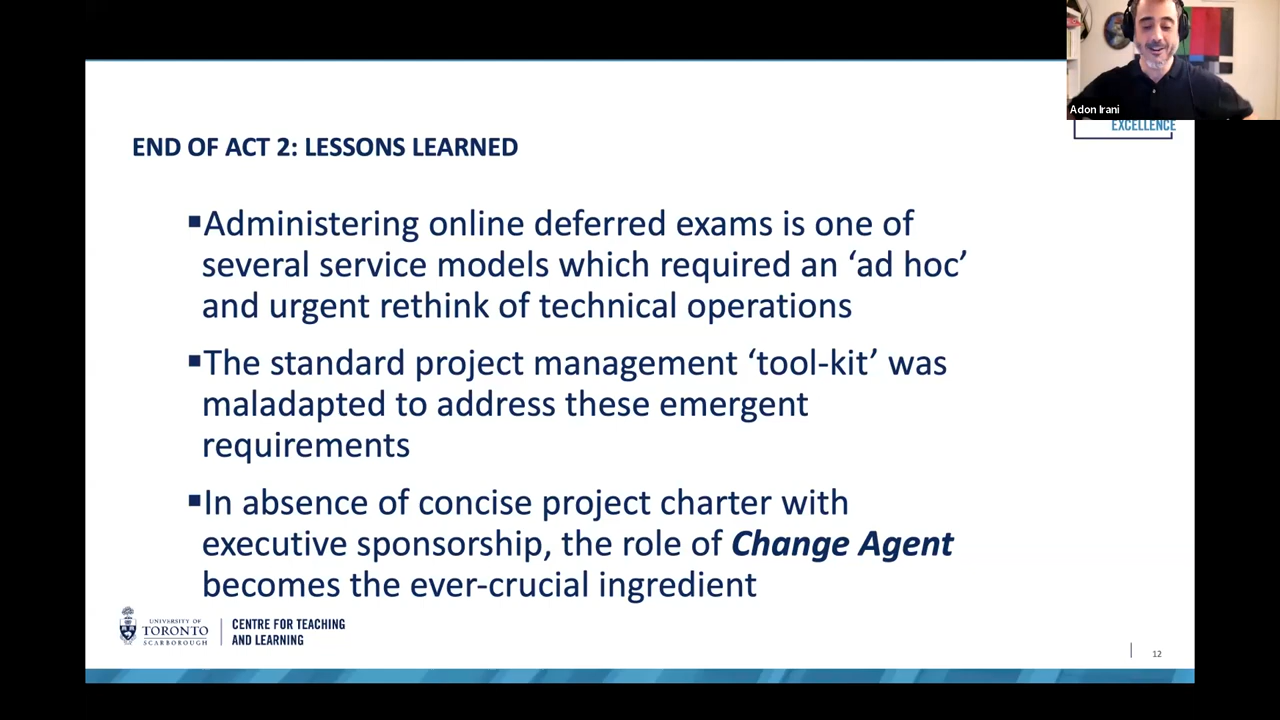 Adon Irani
EXCELLENCE
END OF ACT 2: LESSONS LEARNED
▪Administering online deferred exams is one of
several service models which required an ‘ad hoc’
and urgent rethink of technical operations
▪The standard project management ‘tool-kit’ was
maladapted to address these emergent
requirements
▪In absence of concise project charter with
executive sponsorship, the role of Change Agent
becomes the ever-crucial ingredient
UNIVERSITY OF
TORONTO
SCARBOROUGH
CENTRE FOR TEACHING
AND LEARNING
12